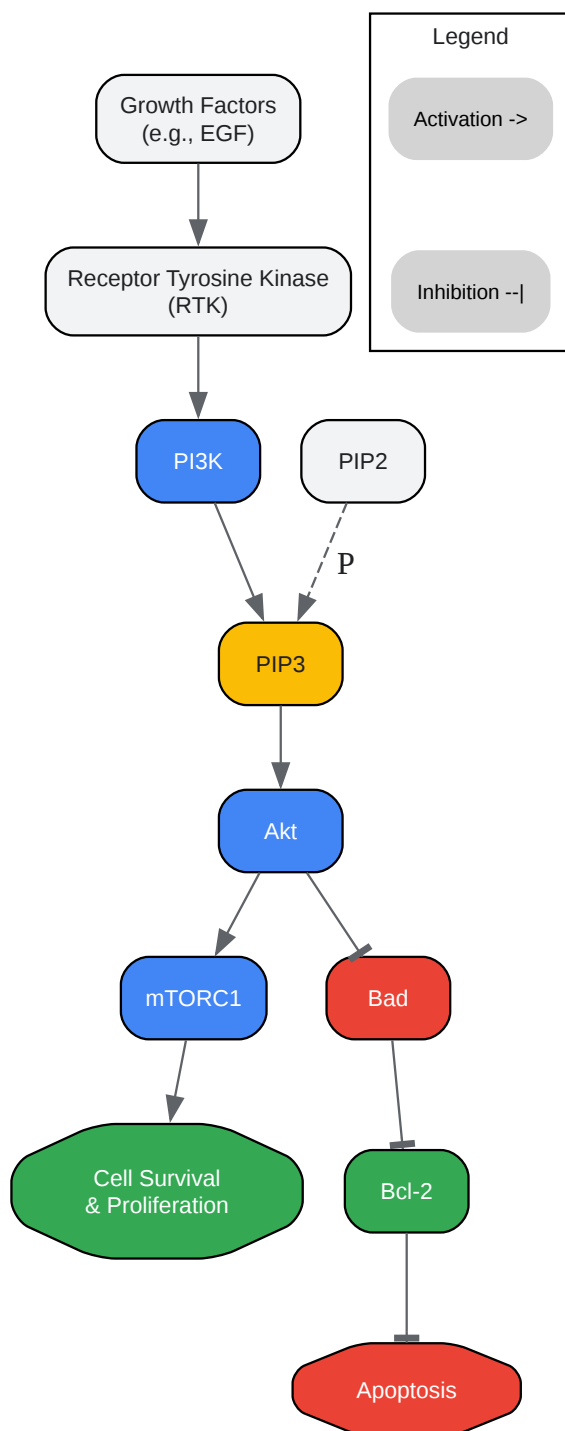 Legend
Growth Factors
(e.g., EGF)
Activation ->
Receptor Tyrosine Kinase
(RTK)
Inhibition --|
PI3K
PIP2
P
PIP3
Akt
mTORC1
Bad
Cell Survival
& Proliferation
Bcl-2
Apoptosis